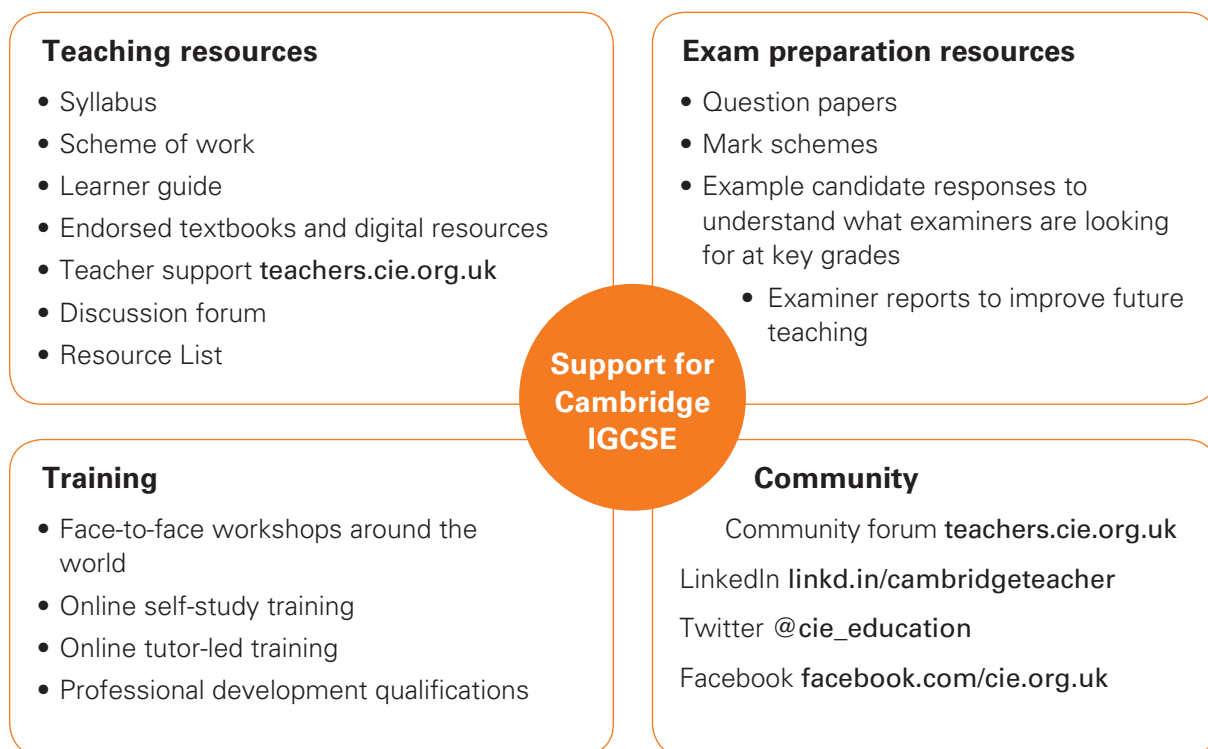 Teaching resources
• Syllabus
• Scheme of work
• Learner guide
• Endorsed textbooks and digital resources
• Teacher support teachers.cie.org.uk
• Discussion forum
• Resource List
Exam preparation resources
• Question papers
• Mark schemes
• Example candidate responses to
understand what examiners are looking
for at key grades
• Examiner reports to improve future
teaching
Support for
Cambridge
IGCSE
Training
• Face-to-face workshops around the
world
• Online self-study training
• Online tutor-led training
• Professional development qualifications
Community
Community forum teachers.cie.org.uk
LinkedIn linkd.in/cambridgeteacher
Twitter @cie_education
Facebook facebook.com/cie.org.uk